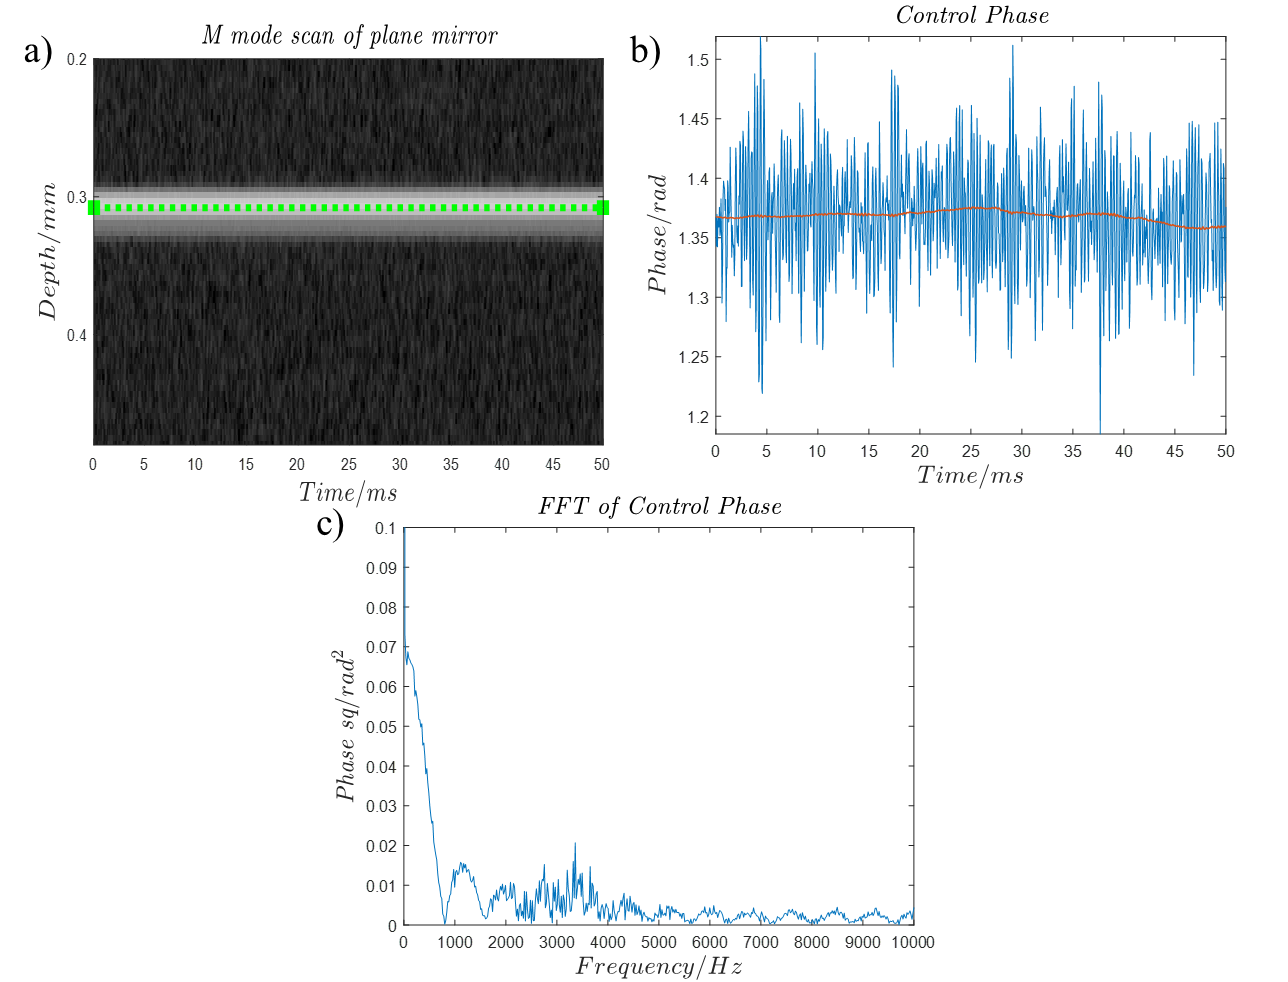 a)
M mode scan of plane mirror
0.2
0.3
0.4
Depth/mm
0 5 10 15 20 25 30 35 40 45 50
Time/ms
b)
Control Phase
1.5
1.45
1.4
1.35
1.3
1.25
1.2
Phase/rad
0 5 10 15 20 25 30 35 40 45 50
Time/ms
c)
FFT of Control Phase
0.1
0.09
0.08
0.07
0.06
0.05
0.04
0.03
0.02
0.01
0
Phase sq/rad²
0 1000 2000 3000 4000 5000 6000 7000 8000 9000 10000
Frequency/Hz